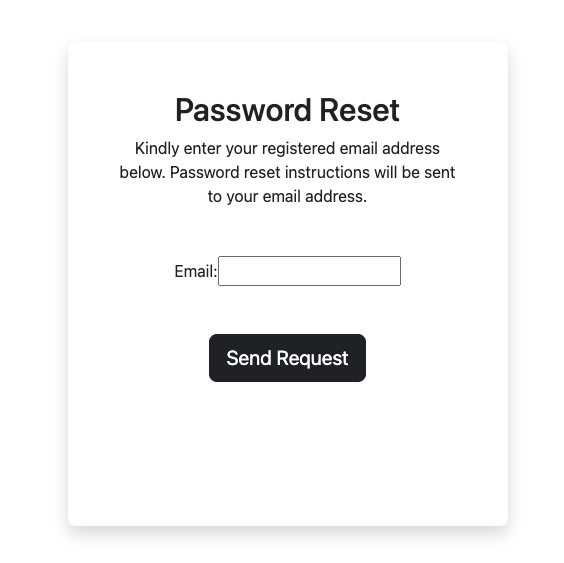 Password Reset
Kindly enter your registered email address
below. Password reset instructions will be sent
to your email address.
Email:
Send Request